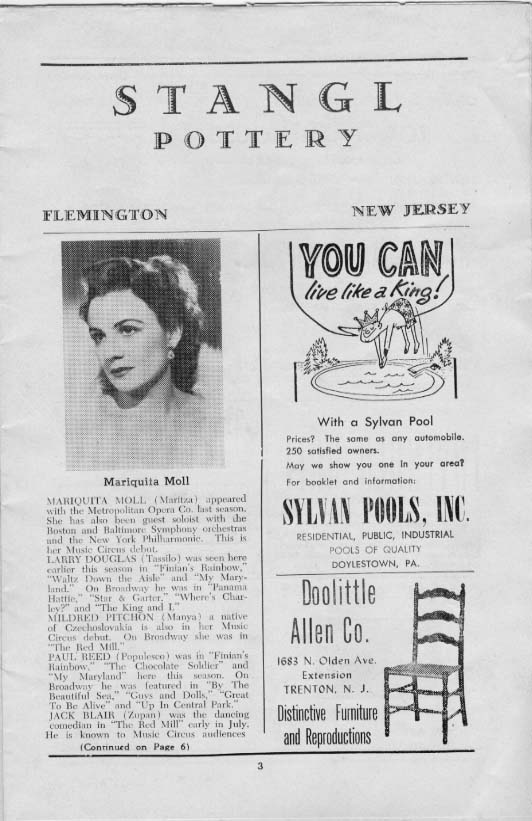 STANGL
POTTERY
FLEMINGTON
NEW JERSEY
Mariquita Moll
MARIQUITA MOLL (Maritza) appeared
with the Metropolitan Opera Co. last season.
She has also been guest soloist with the
Boston and Baltimore Symphony orchestras
and the New York Philharmonic. This is
her Music Circus debut.
LARRY DOUGLAS (Tassilo) was seen here
earlier this season in "Finian's Rainbow,"
"Waltz Down the Aisle" and "My Mary-
land." On Broadway he was in "Panama
Hattie," "Star & Garter," "Where's Char-
ley?" and "The King and I."
MILDRED PITCHON (Manya) a native
of Czechoslovakia is also in her Music
Circus debut. On Broadway she was in
"The Red Mill."
PAUL REED (Populesco) was in "Finian's
Rainbow," "The Chocolate Soldier" and
"My Maryland" here this season. On
Broadway he was featured in "By The
Beautiful Sea," "Guys and Dolls," "Great
To Be Alive" and "Up In Central Park."
JACK BLAIR (Zupan) was the dancing
comedian in "The Red Mill" early in July.
He is known to Music Circus audiences
(Continued on Page 6)
YOU CAN
live like a King!
With a Sylvan Pool
Prices? The same as any automobile.
250 satisfied owners.
May we show you one in your area?
For booklet and information:
SYLVAN POOLS, INC.
RESIDENTIAL, PUBLIC, INDUSTRIAL
POOLS OF QUALITY
DOYLESTOWN, PA.
Doolittle
Allen Co.
1683 N. Olden Ave.
Extension
TRENTON, N. J.
Distinctive Furniture
and Reproductions
3